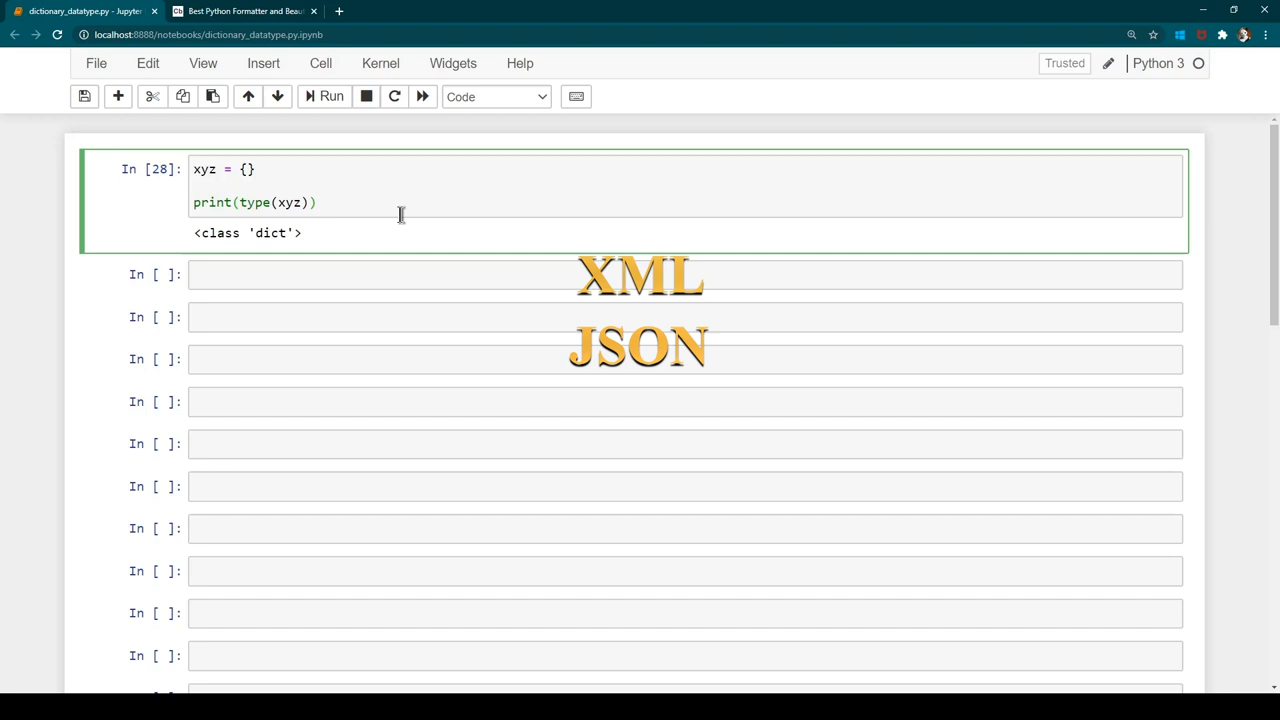 dictionary_datatype.py - Jupyter
Best Python Formatter and Beau
localhost:8888/notebooks/dictionary_datatype.py.ipynb
File Edit View Insert Cell Kernel Widgets Help Trusted Python 3
Run Code
In [28]: xyz = {}
print(type(xyz))
<class 'dict'>
In [ ]:
XML
In [ ]:
JSON
In [ ]:
In [ ]:
In [ ]:
In [ ]:
In [ ]:
In [ ]:
In [ ]:
In [ ]: